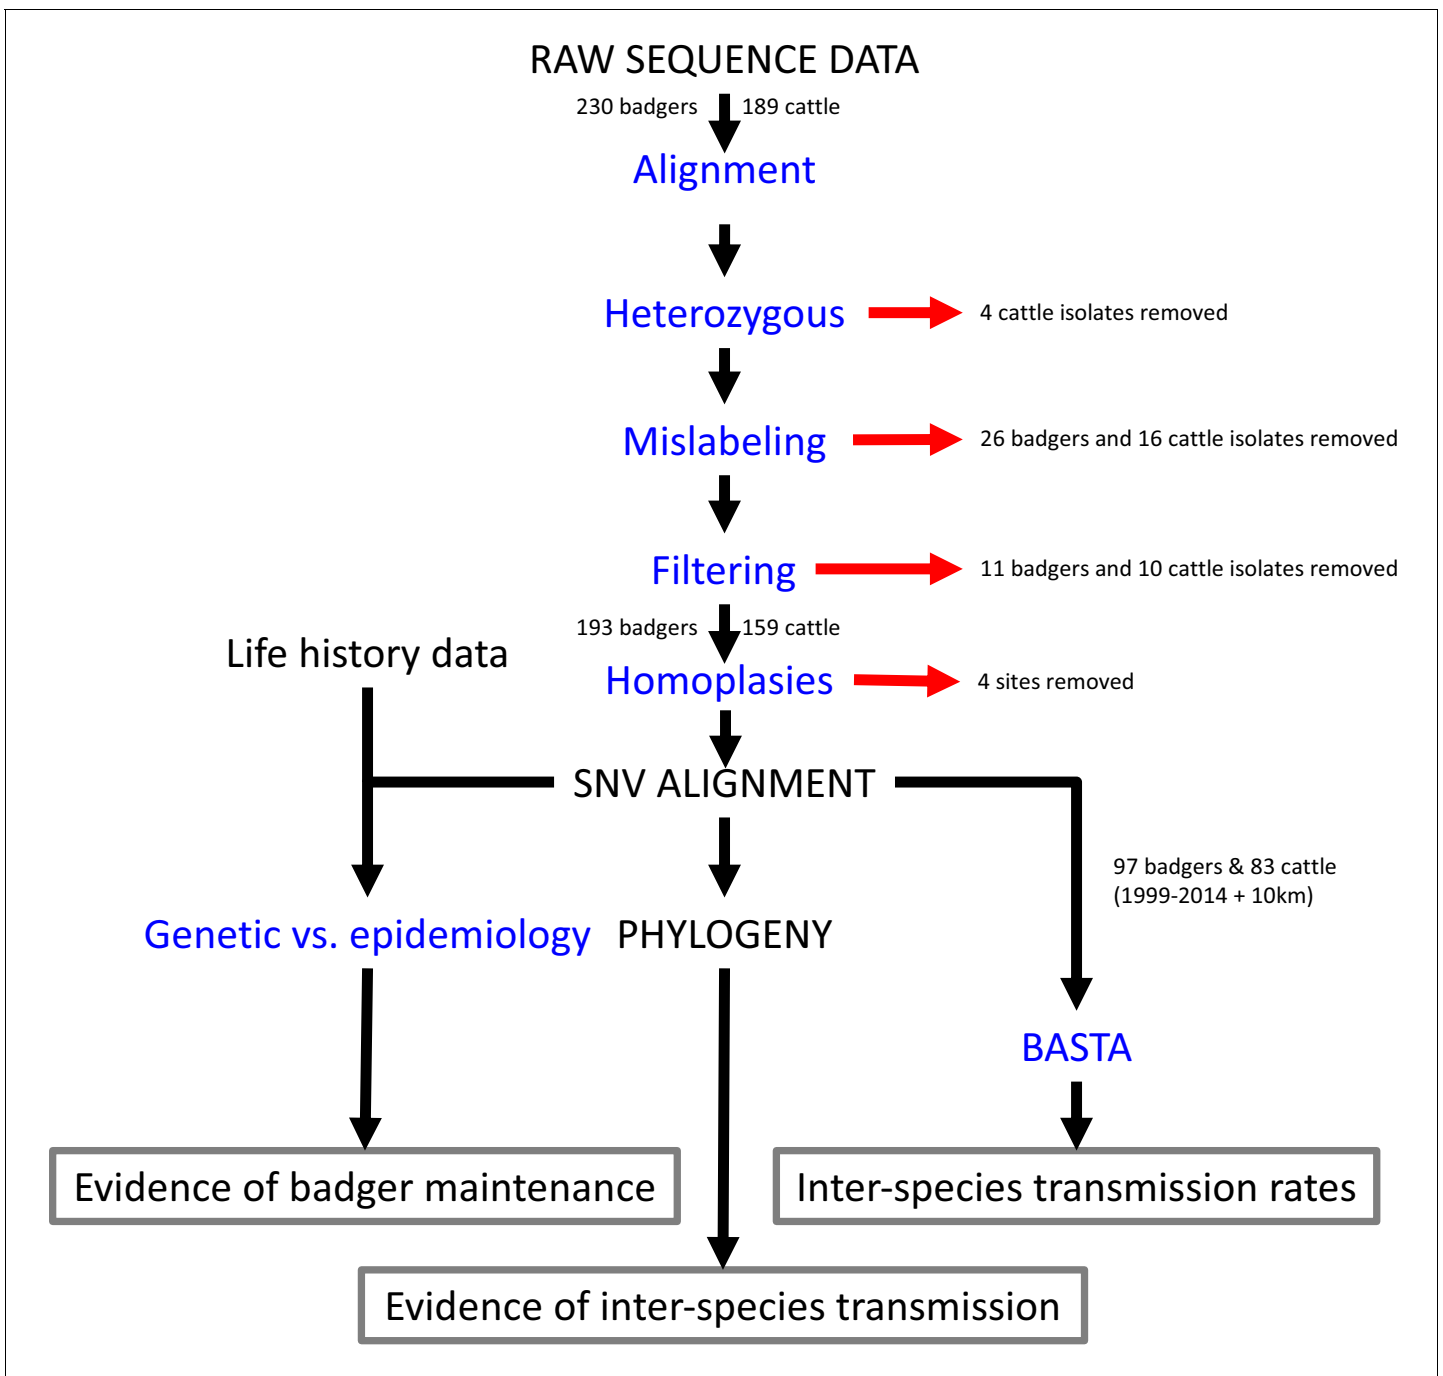 RAW SEQUENCE DATA
230 badgers 189 cattle
Alignment
Heterozygous
4 cattle isolates removed
Mislabeling
26 badgers and 16 cattle isolates removed
Filtering
11 badgers and 10 cattle isolates removed
193 badgers 159 cattle
Life history data
Homoplasies
4 sites removed
SNV ALIGNMENT
97 badgers & 83 cattle
(1999-2014 + 10km)
Genetic vs. epidemiology
PHYLOGENY
BASTA
Evidence of badger maintenance
Inter-species transmission rates
Evidence of inter-species transmission